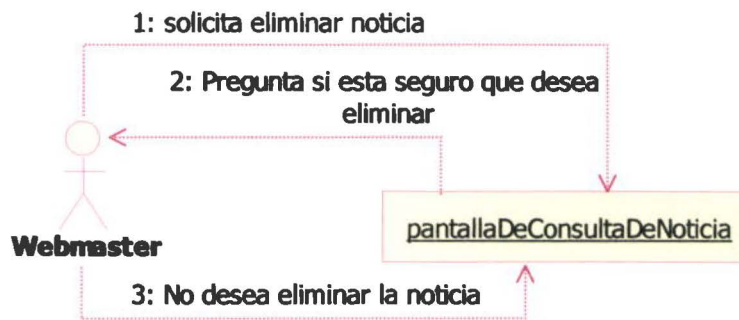 1: solicita eliminar noticia
2: Pregunta si esta seguro que desea
eliminar
Webmaster
pantallaDeConsultaDeNoticia
3: No desea eliminar la noticia